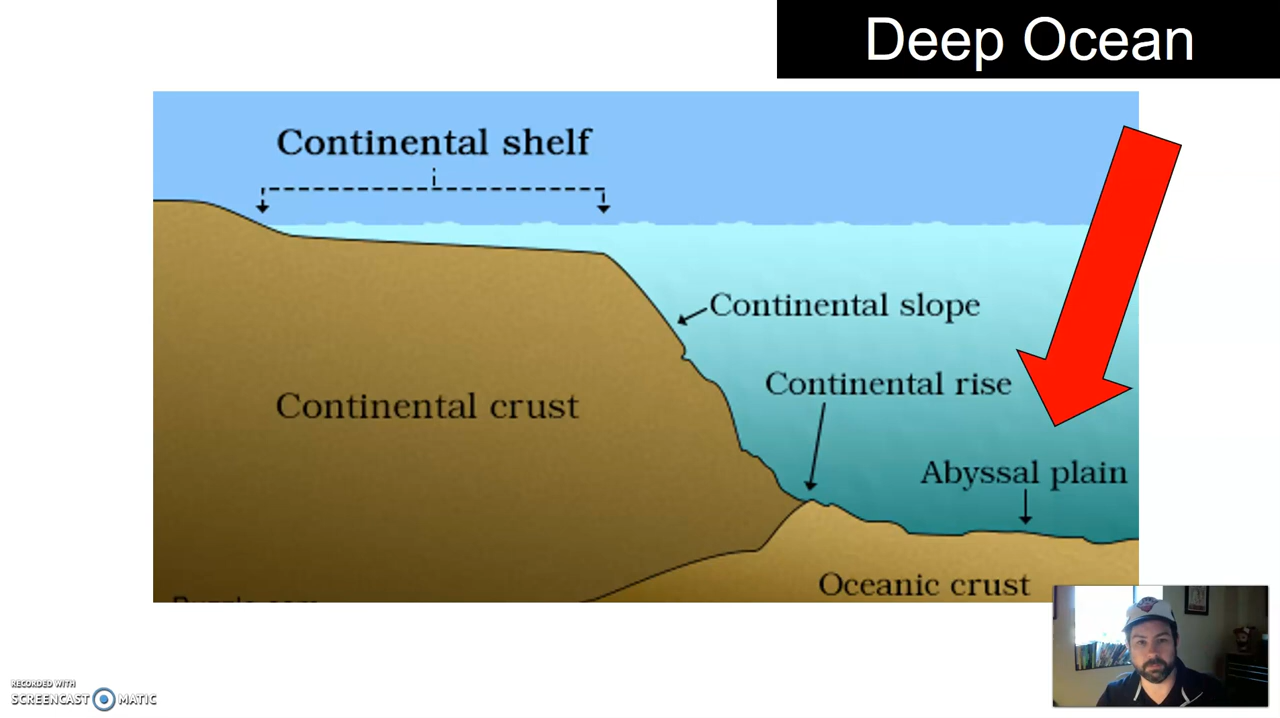 Deep Ocean
Continental shelf
Continental slope
Continental rise
Continental crust
Abyssal plain
Oceanic crust
RECORDED WITH
SCREENCAST MATIC